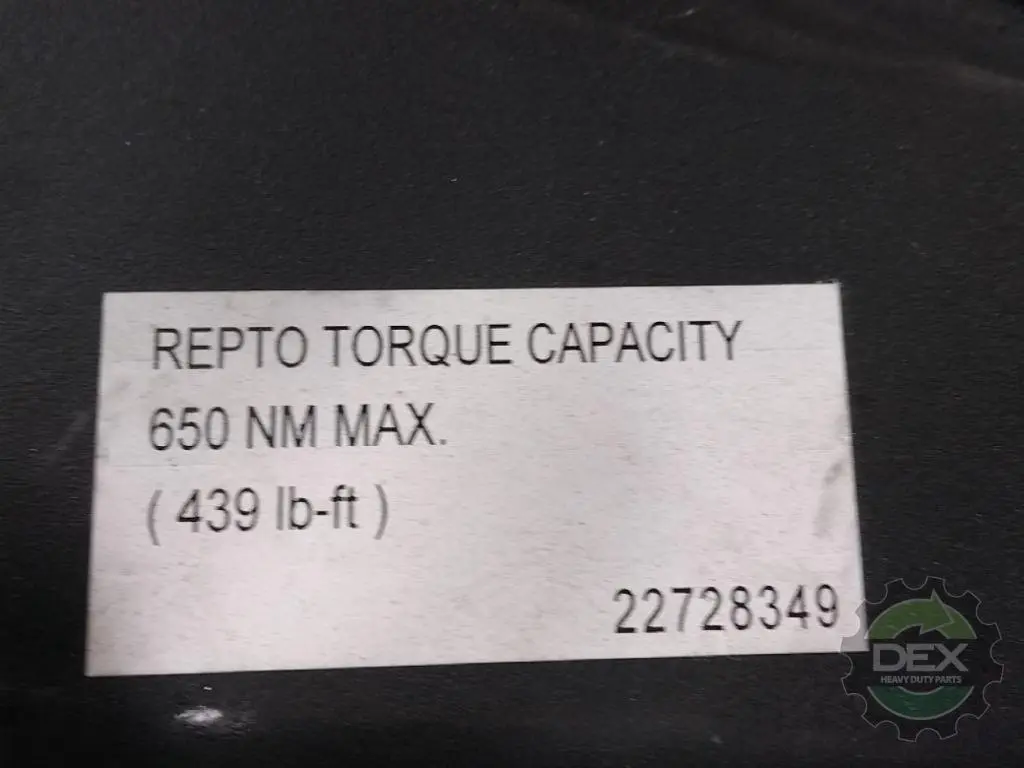 REPTO TORQUE CAPACITY
650 NM MAX.
( 439 lb-ft )
22728349
DEX
HEAVY DUTY PARTS